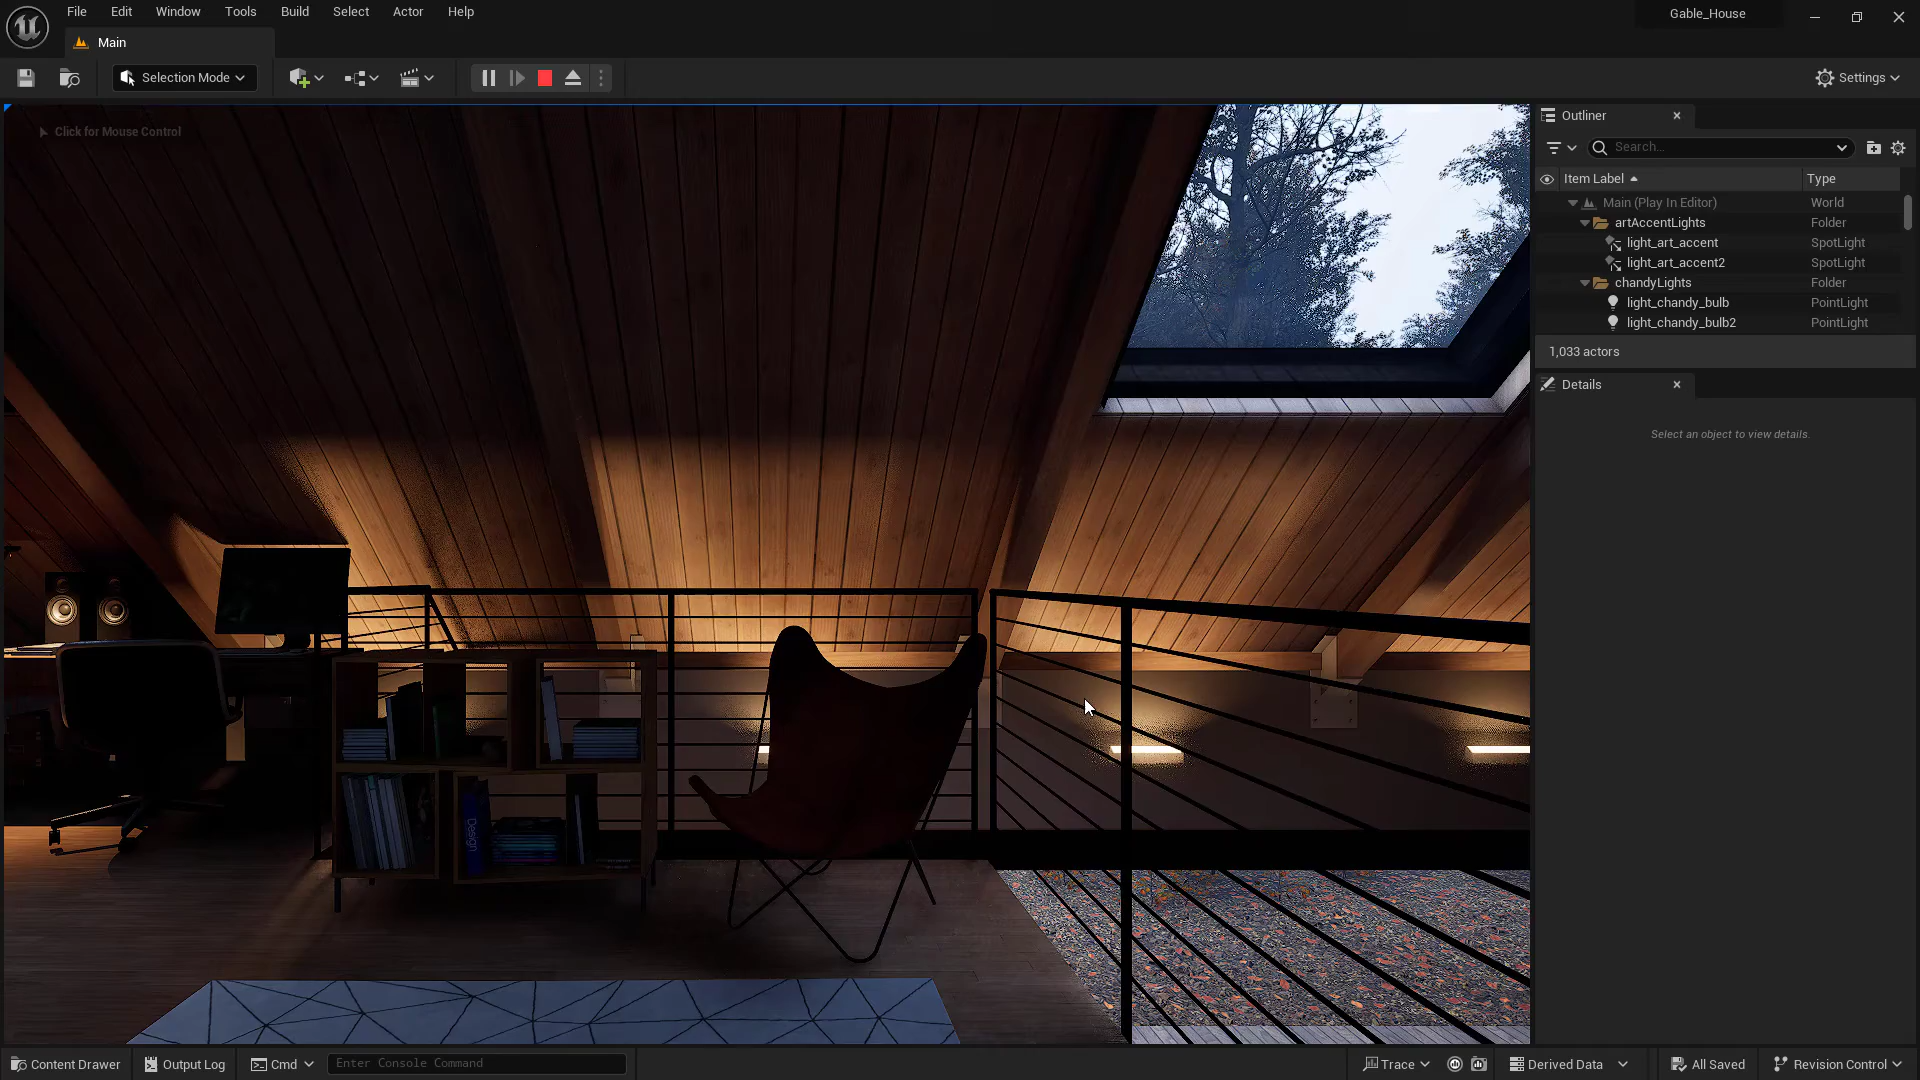 File Edit Window Tools Build Select Actor Help
Gable_House
Main
Selection Mode
Settings
Click for Mouse Control
Outliner
Search...
Item Label Type
Main (Play In Editor) World
artAccentLights Folder
light_art_accent SpotLight
light_art_accent2 SpotLight
chandyLights Folder
light_chandy_bulb PointLight
light_chandy_bulb2 PointLight
1,033 actors
Details
Select an object to view details.
Design
Content Drawer Output Log Cmd Enter Console Command Trace Derived Data All Saved Revision Control